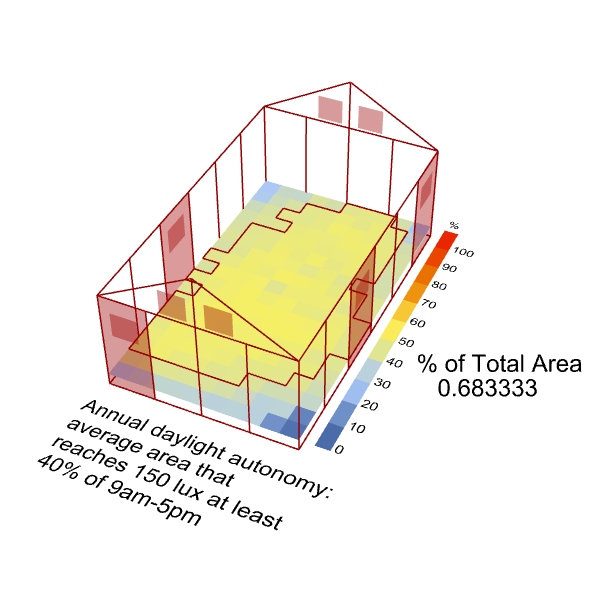 %
100
90
80
70
60
50
40
30
20
10
0
% of Total Area
0.683333
Annual daylight autonomy:
average area that
reaches 150 lux at least
40% of 9am-5pm